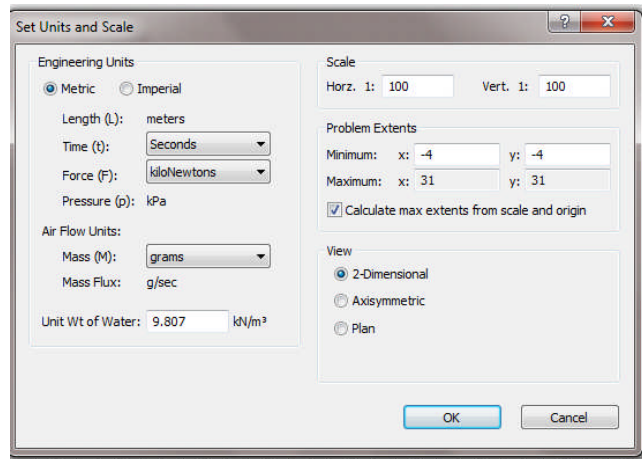 Set Units and Scale
Engineering Units
Metric Imperial
Length (L): meters
Time (t): Seconds
Force (F): kiloNewtons
Pressure (p): kPa
Air Flow Units:
Mass (M): grams
Mass Flux: g/sec
Unit Wt of Water: 9.807 kN/m³
Scale
Horz. 1: 100 Vert. 1: 100
Problem Extents
Minimum: x: -4 y: -4
Maximum: x: 31 y: 31
Calculate max extents from scale and origin
View
2-Dimensional
Axisymmetric
Plan
OK Cancel